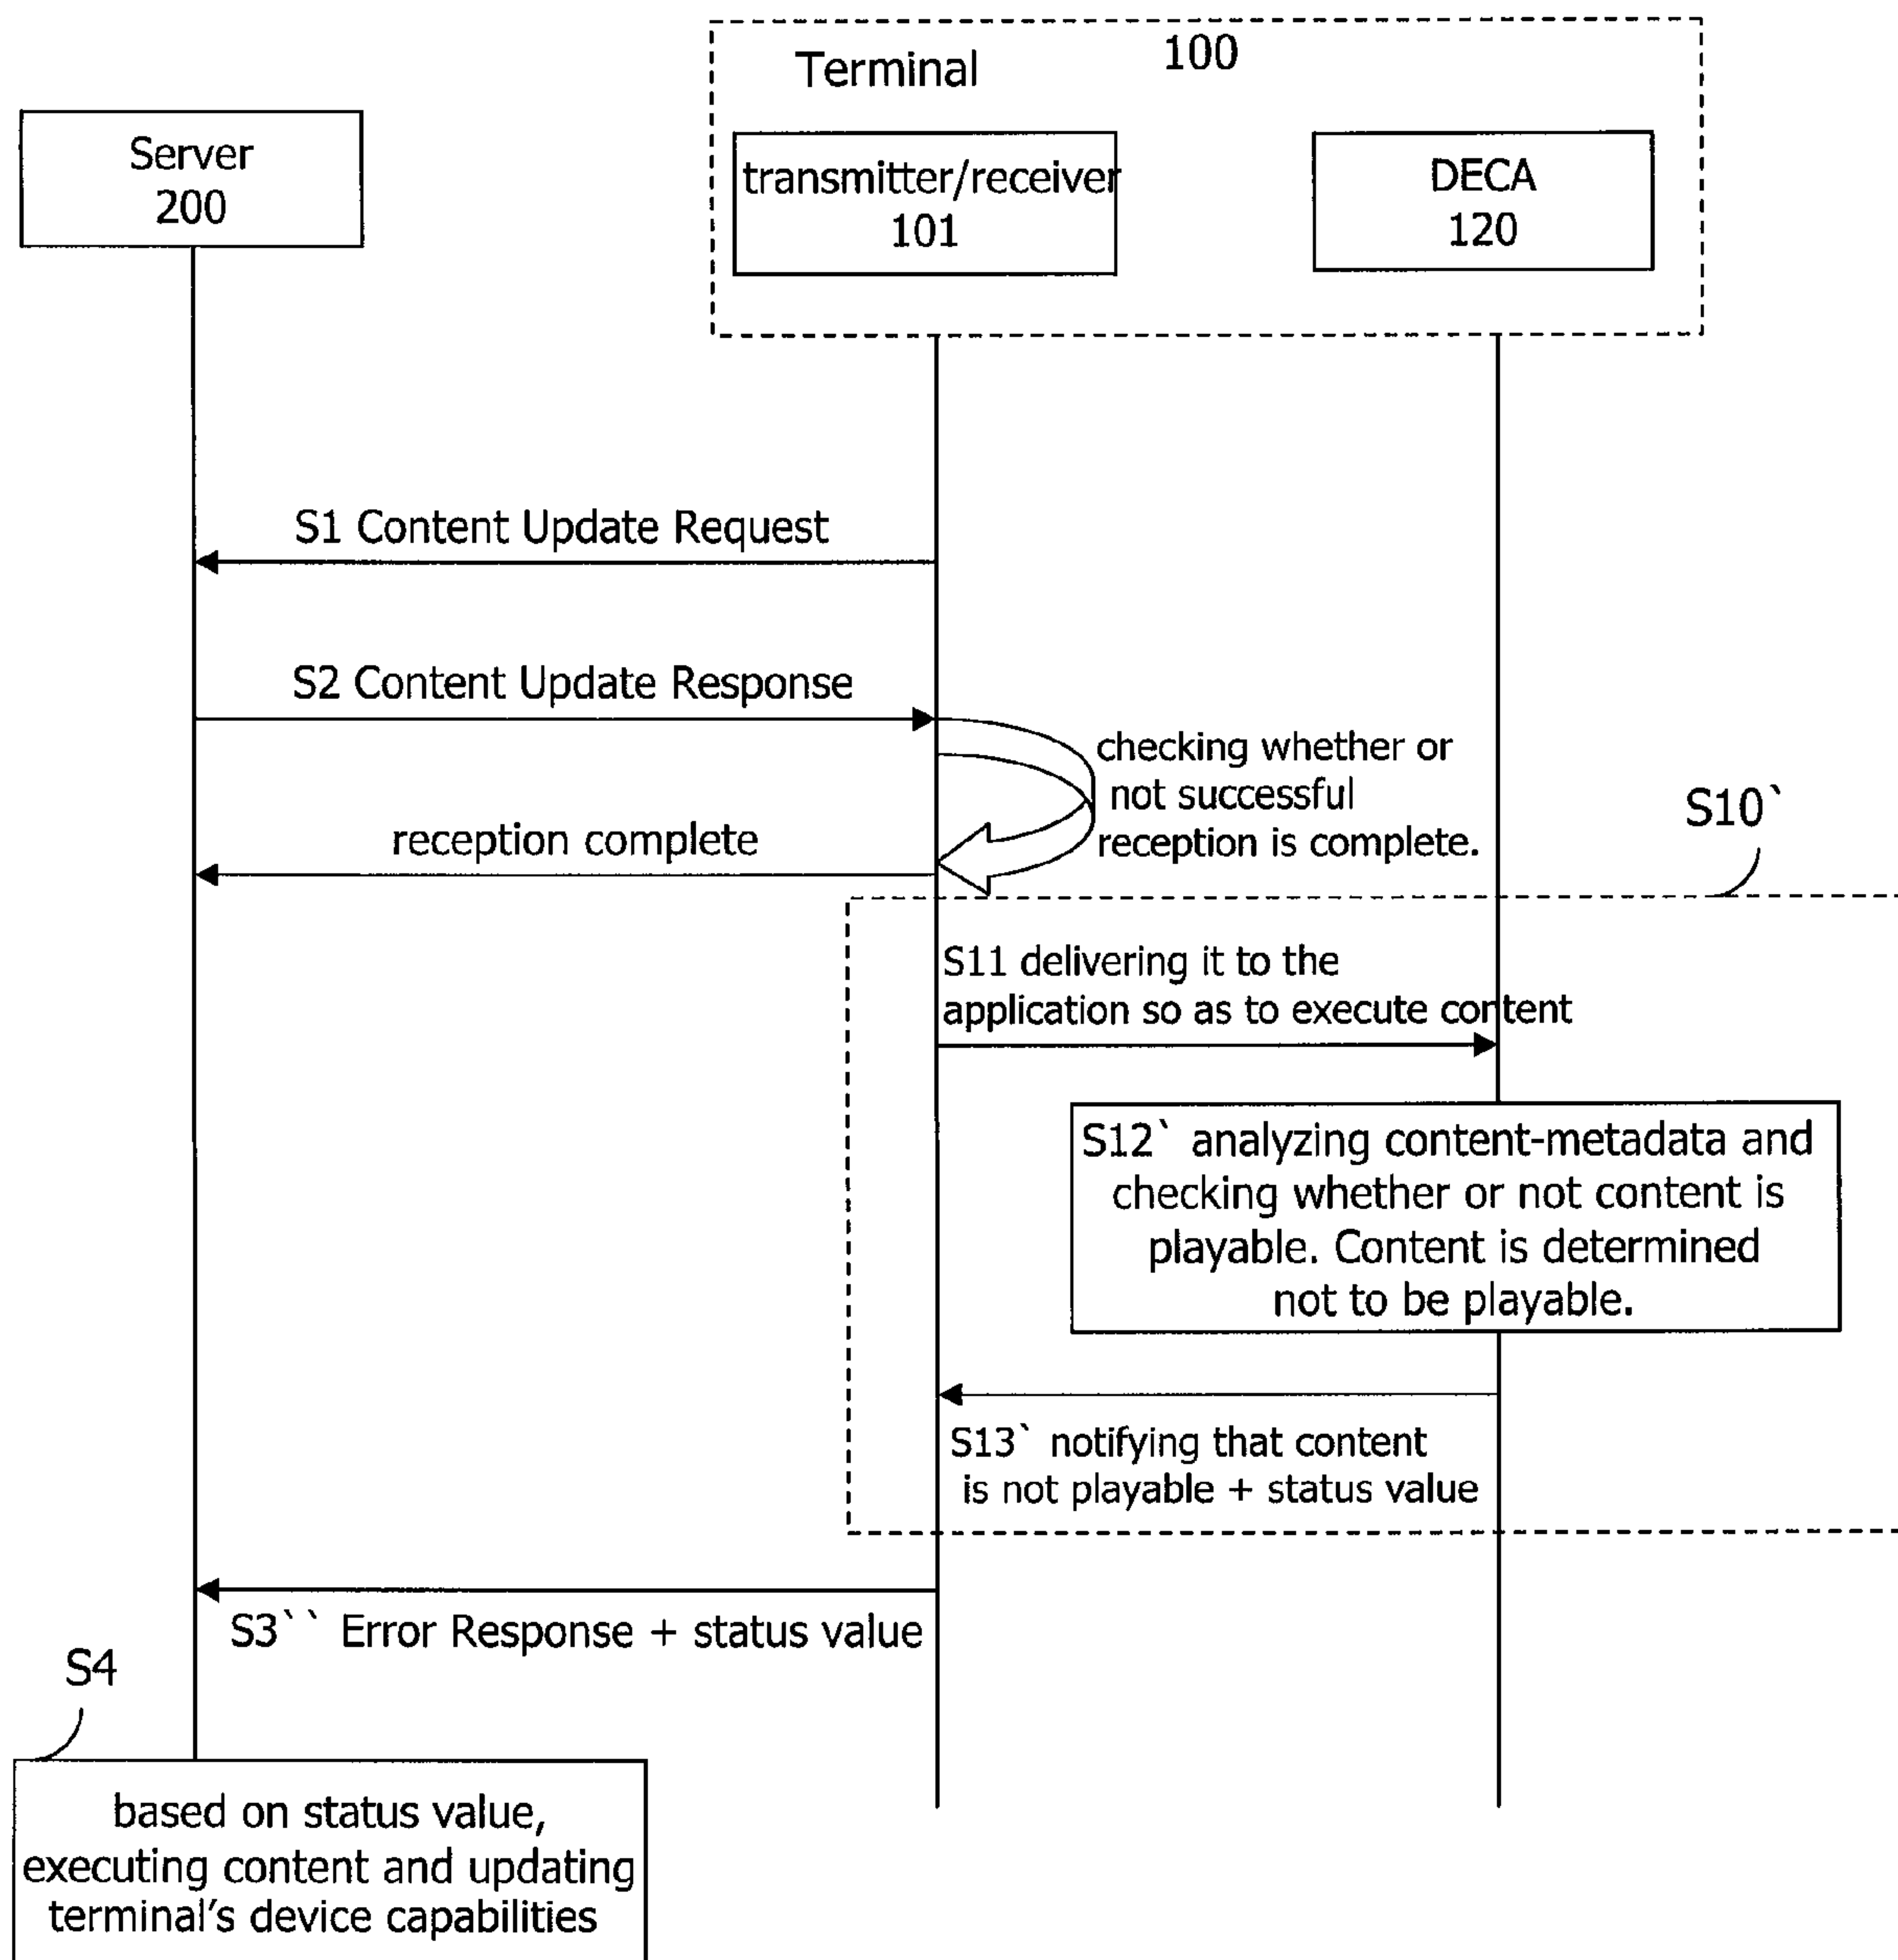 Terminal
100
Server
200
transmitter/receiver
101
DECA
120
S1 Content Update Request
S2 Content Update Response
checking whether or
not successful
reception is complete.
reception complete
S10`
S11 delivering it to the
application so as to execute content
S12` analyzing content-metadata and
checking whether or not content is
playable. Content is determined
not to be playable.
S13` notifying that content
is not playable + status value
S3`` Error Response + status value
S4
based on status value,
executing content and updating
terminal's device capabilities